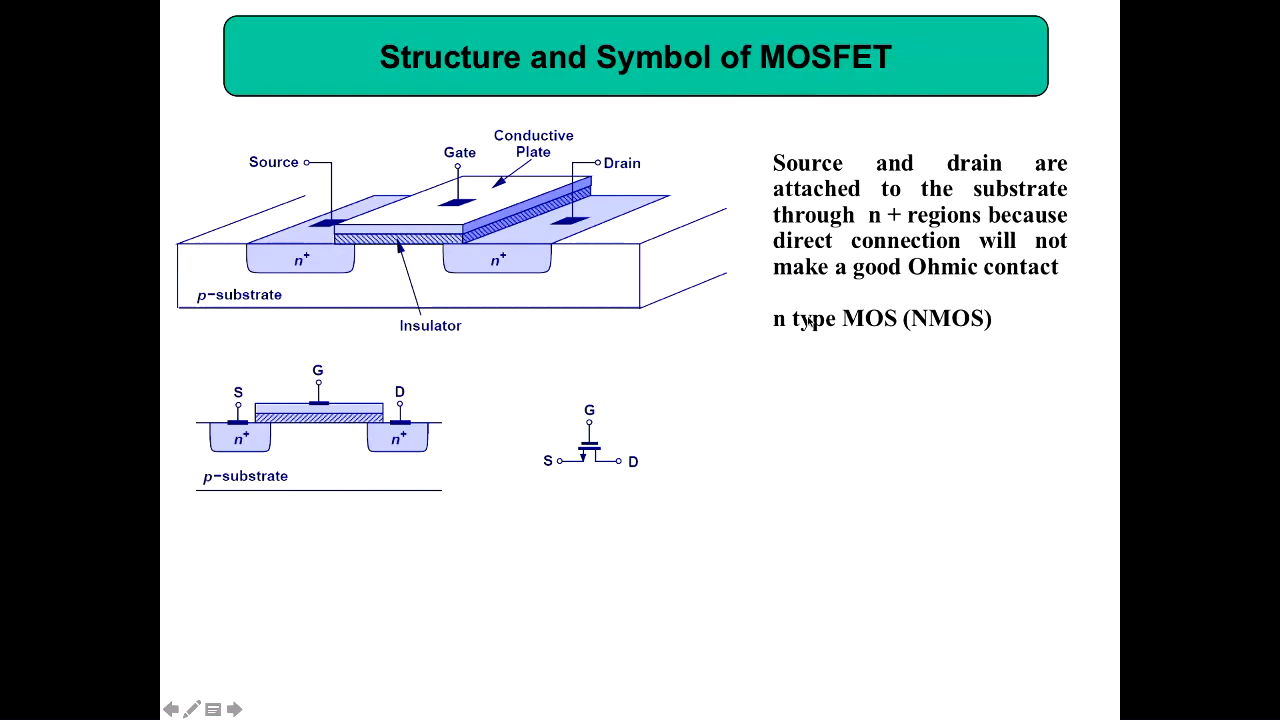 Structure and Symbol of MOSFET
Conductive
Plate
Gate
Source
Drain
n+
n+
p−substrate
Insulator
Source and drain are
attached to the substrate
through n + regions because
direct connection will not
make a good Ohmic contact
n type MOS (NMOS)
G
S
D
n+
n+
p−substrate
G
S
D